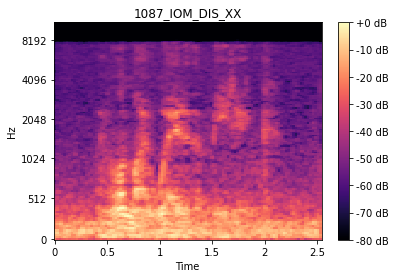 1087_IOM_DIS_XX
+0 dB
8192
-10 dB
4096
-20 dB
-30 dB
2048
Hz
-40 dB
1024
-50 dB
512
-60 dB
-70 dB
0
-80 dB
0 0.5 1 1.5 2 2.5
Time